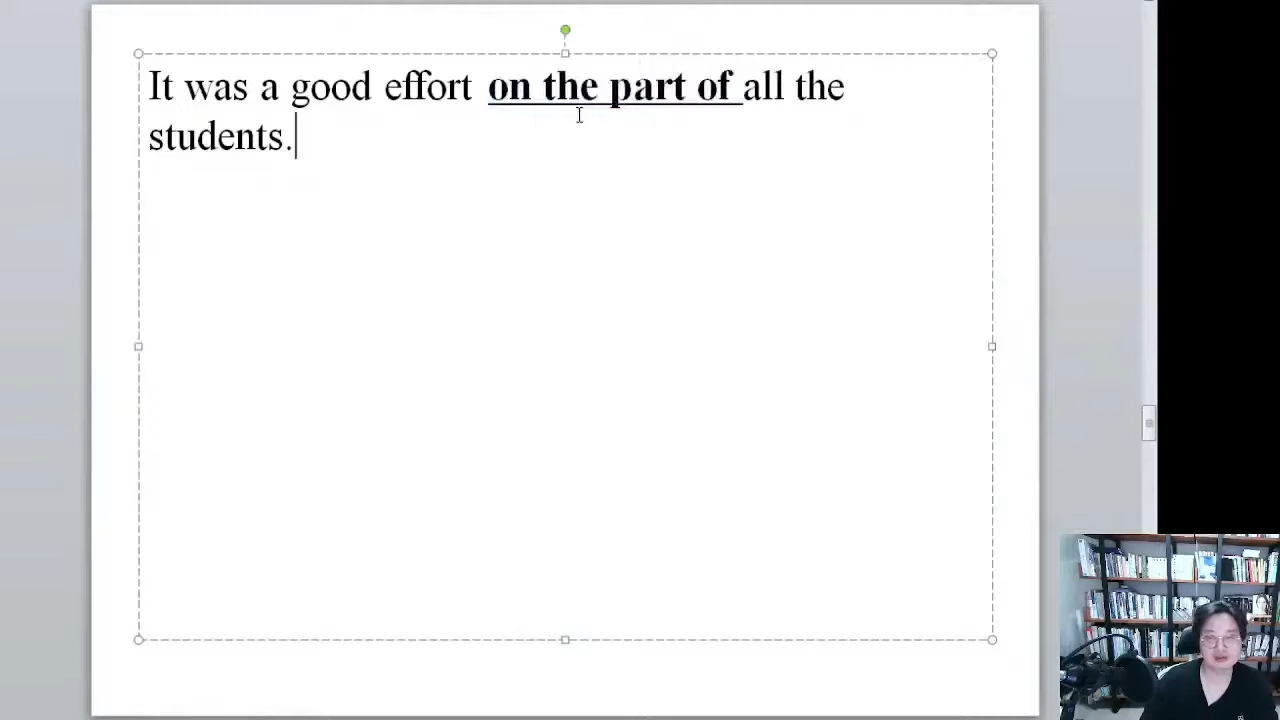 It was a good effort on the part of all the
students.